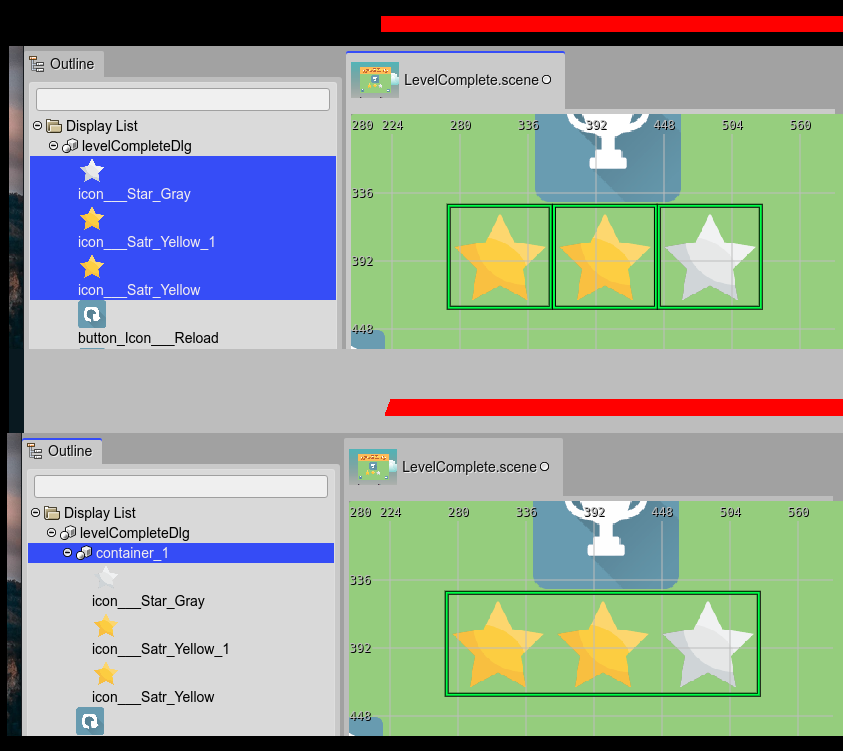 Outline
LevelComplete.scene
Display List
levelCompleteDlg
icon___Star_Gray
icon___Satr_Yellow_1
icon___Satr_Yellow
button_Icon___Reload
280 224 280 336 392 448 504 560
336
392
448
Outline
LevelComplete.scene
Display List
levelCompleteDlg
container_1
icon___Star_Gray
icon___Satr_Yellow_1
icon___Satr_Yellow
280 224 280 336 392 448 504 560
336
392
448